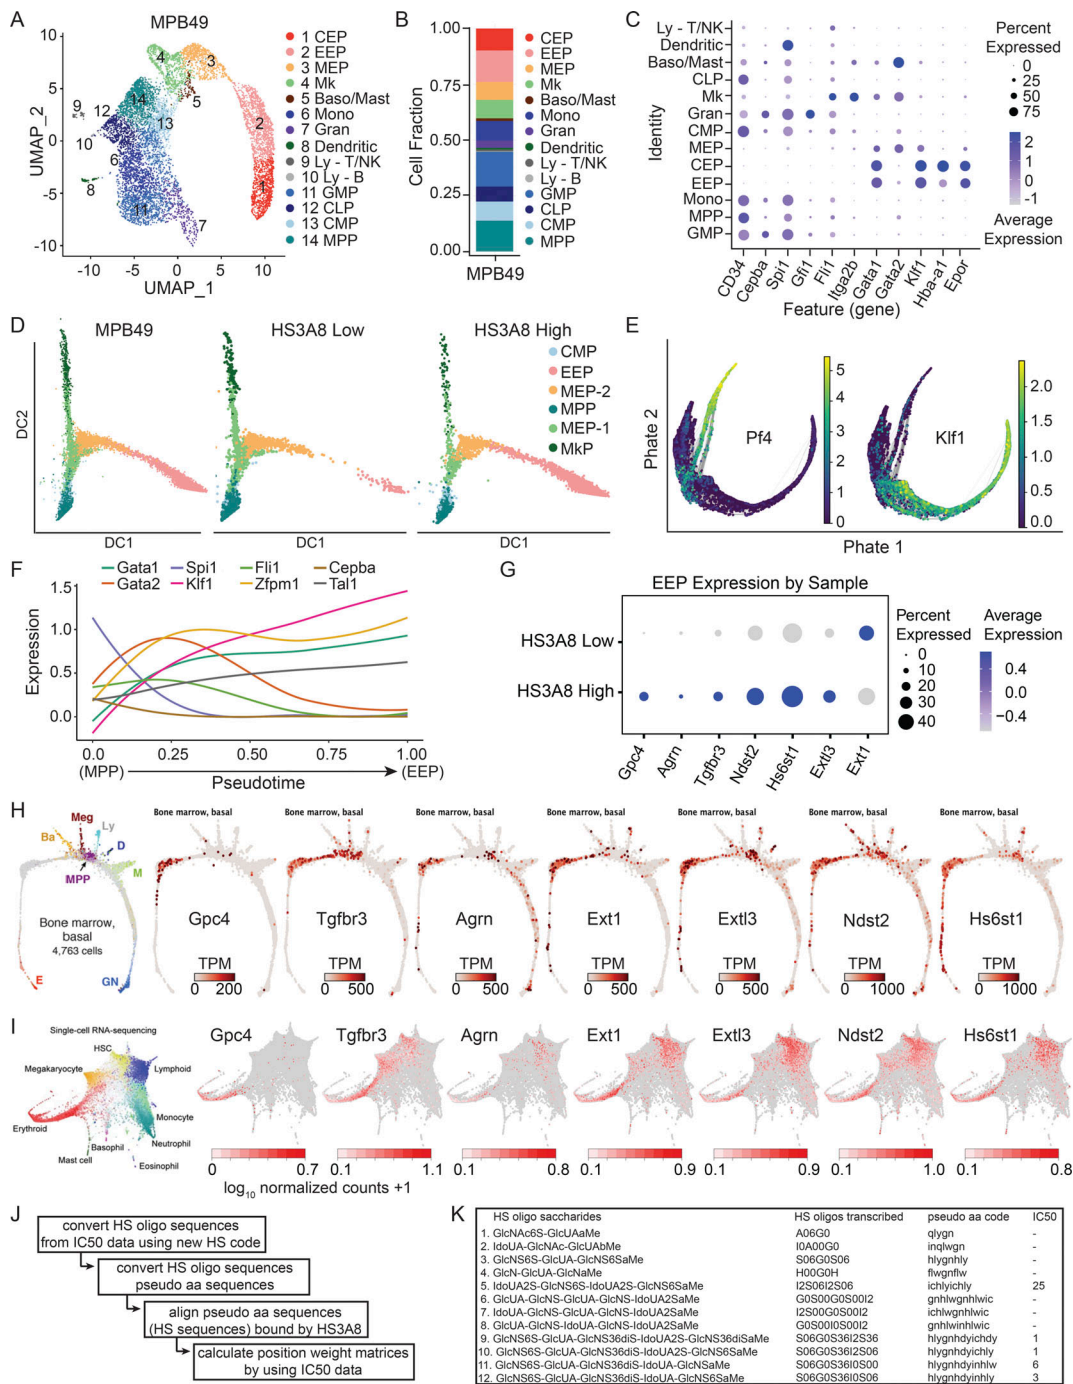 A
MPB49
10
5
0
-5
-10
UMAP_2
-10
-5
0
5
10
UMAP_1
1
2
3
4
5
6
7
8
9
10
11
12
13
14
1 CEP
2 EEP
3 MEP
4 Mk
5 Baso/Mast
6 Mono
7 Gran
8 Dendritic
9 Ly - T/NK
10 Ly - B
11 GMP
12 CLP
13 CMP
14 MPP
B
Cell Fraction
1.00
0.75
0.50
0.25
0.00
MPB49
CEP
EEP
MEP
Mk
Baso/Mast
Mono
Gran
Dendritic
Ly - T/NK
Ly - B
GMP
CLP
CMP
MPP
C
Identity
Ly - T/NK
Dendritic
Baso/Mast
CLP
Mk
Gran
CMP
MEP
CEP
EEP
Mono
MPP
GMP
CD34
Cepba
Spi1
Gfi1
Fli1
Itga2b
Gata1
Gata2
Klf1
Hba-a1
Epor
Feature (gene)
Percent
Expressed
0
25
50
75
2
1
0
-1
Average
Expression
D
MPB49
HS3A8 Low
HS3A8 High
DC2
DC1
DC1
DC1
CMP
EEP
MEP-2
MPP
MEP-1
MkP
E
Phate 2
Pf4
5
4
3
2
1
0
Klf1
2.0
1.5
1.0
0.5
0.0
Phate 1
F
Gata1
Spi1
Fli1
Cepba
Gata2
Klf1
Zfpm1
Tal1
Expression
1.5
1.0
0.5
0.0
0.0
0.25
0.50
0.75
1.00
(MPP)
Pseudotime
(EEP)
G
EEP Expression by Sample
HS3A8 Low
HS3A8 High
Gpc4
Agrn
Tgfbr3
Ndst2
Hs6st1
Extl3
Ext1
Percent
Expressed
0
10
20
30
40
Average
Expression
0.4
0.0
-0.4
H
Meg
Ba
Ly
D
MPP
M
Bone marrow,
basal
4,763 cells
E
GN
Bone marrow, basal
Gpc4
TPM
0 200
Bone marrow, basal
Tgfbr3
TPM
0 500
Bone marrow, basal
Agrn
TPM
0 500
Bone marrow, basal
Ext1
TPM
0 500
Bone marrow, basal
Extl3
TPM
0 500
Bone marrow, basal
Ndst2
TPM
0 1000
Bone marrow, basal
Hs6st1
TPM
0 1000
I
Single-cell RNA-sequencing
HSC
Megakaryocyte
Lymphoid
Erythroid
Monocyte
Neutrophil
Basophil
Mast cell
Eosinophil
Gpc4
0 0.7
Tgfbr3
0.1 1.1
Agrn
0.1 0.8
Ext1
0.1 0.9
Extl3
0.1 0.9
Ndst2
0.1 1.0
Hs6st1
0.1 0.8
log10 normalized counts +1
J
convert HS oligo sequences
from IC50 data using new HS code
convert HS oligo sequences
pseudo aa sequences
align pseudo aa sequences
(HS sequences) bound by HS3A8
calculate position weight matrices
by using IC50 data
K
HS oligo saccharides HS oligos transcribed pseudo aa code IC50
1. GlcNAc6S-GlcUAaMe A06G0 qlygn -
2. IdoUA-GlcNAc-GlcUAbMe I0A00G0 inqlwgn -
3. GlcNS6S-GlcUA-GlcNS6SaMe S06G0S06 hlygnhly -
4. GlcN-GlcUA-GlcNaMe H00G0H flwgnflw -
5. IdoUA2S-GlcNS6S-IdoUA2S-GlcNS6SaMe I2S06I2S06 ichlyichly 25
6. GlcUA-GlcNS-GlcUA-GlcNS-IdoUA2SaMe G0S00G0S00I2 gnhlwgnhlwic -
7. IdoUA-GlcNS-GlcUA-GlcNS-IdoUA2SaMe I2S00G0S00I2 ichlwgnhlwic -
8. GlcUA-GlcNS-IdoUA-GlcNS-IdoUA2SaMe G0S00I0S00I2 gnhlwinhlwic -
9. GlcNS6S-GlcUA-GlcNS36diS-IdoUA2S-GlcNS36diSaMe S06G0S36I2S36 hlygnhdyichdy 1
10. GlcNS6S-GlcUA-GlcNS36diS-IdoUA2S-GlcNS6SaMe S06G0S36I2S06 hlygnhdyichly 1
11. GlcNS6S-GlcUA-GlcNS36diS-IdoUA-GlcNSaMe S06G0S36I0S00 hlygnhdyinhlw 6
12. GlcNS6S-GlcUA-GlcNS36diS-IdoUA-GlcNS6SaMe S06G0S36I0S06 hlygnhdyinhly 3